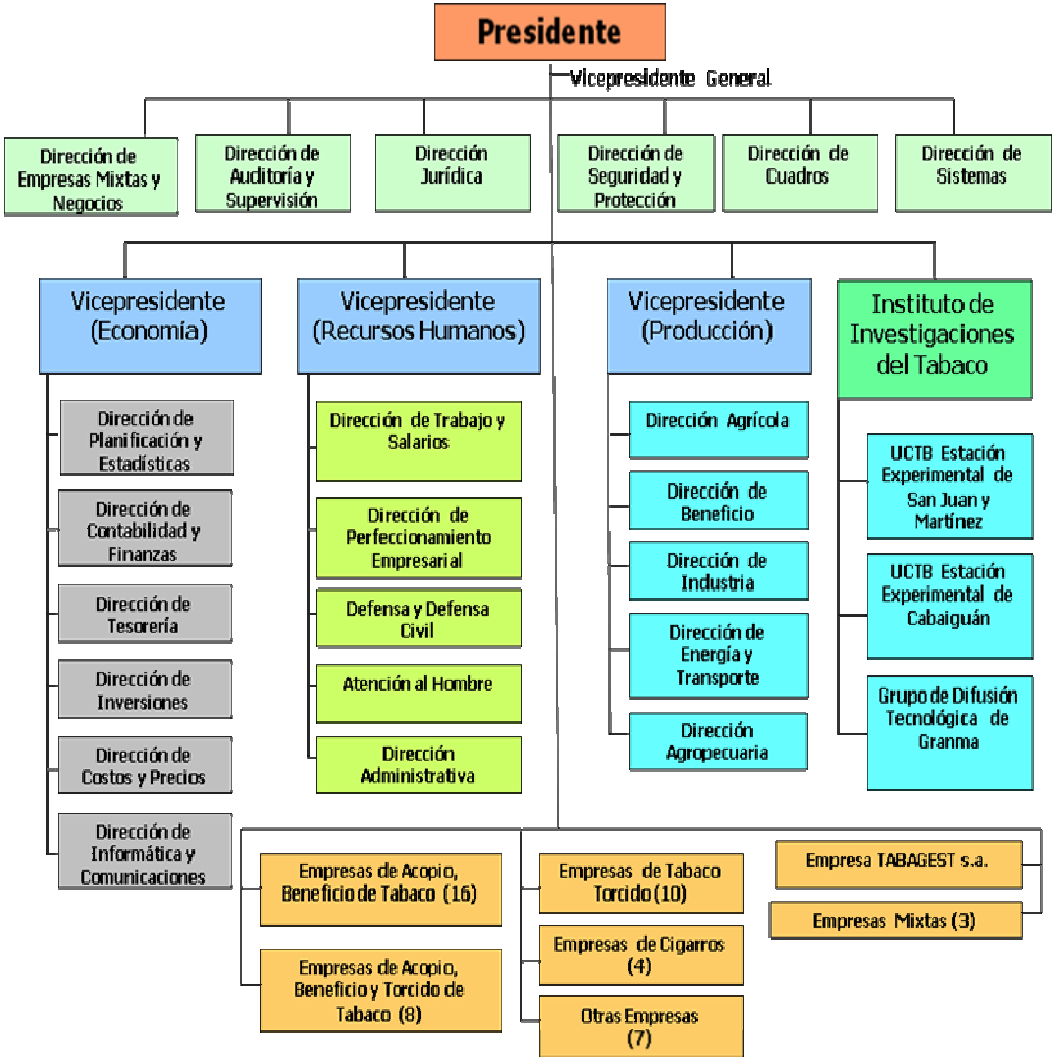 Presidente
Vicepresidente General
Dirección de
Empresas Mixtas y
Negocios
Dirección de
Auditoría y
Supervisión
Dirección
Jurídica
Dirección de
Seguridad y
Protección
Dirección de
Cuadros
Dirección de
Sistemas
Vicepresidente
(Economía)
Vicepresidente
(Recursos Humanos)
Vicepresidente
(Producción)
Instituto de
Investigaciones
del Tabaco
Dirección de
Planificación y
Estadísticas
Dirección de
Contabilidad y
Finanzas
Dirección de
Tesorería
Dirección de
Inversiones
Dirección de
Costos y Precios
Dirección de
Informática y
Comunicaciones
Dirección de Trabajo y
Salarios
Dirección de
Perfeccionamiento
Empresarial
Defensa y Defensa
Civil
Atención al Hombre
Dirección
Administrativa
Dirección Agrícola
Dirección de
Beneficio
Dirección de
Industria
Dirección de
Energía y
Transporte
Dirección
Agropecuaria
UCTB Estación
Experimental de
San Juan y
Martínez
UCTB Estación
Experimental de
Cabaiguán
Grupo de Difusión
Tecnológica de
Granma
Empresas de Acopio,
Beneficio de Tabaco (16)
Empresas de Acopio,
Beneficio y Torcido de
Tabaco (8)
Empresas de Tabaco
Torcido (10)
Empresas de Cigarros
(4)
Otras Empresas
(7)
Empresa TABAGEST s.a.
Empresas Mixtas (3)